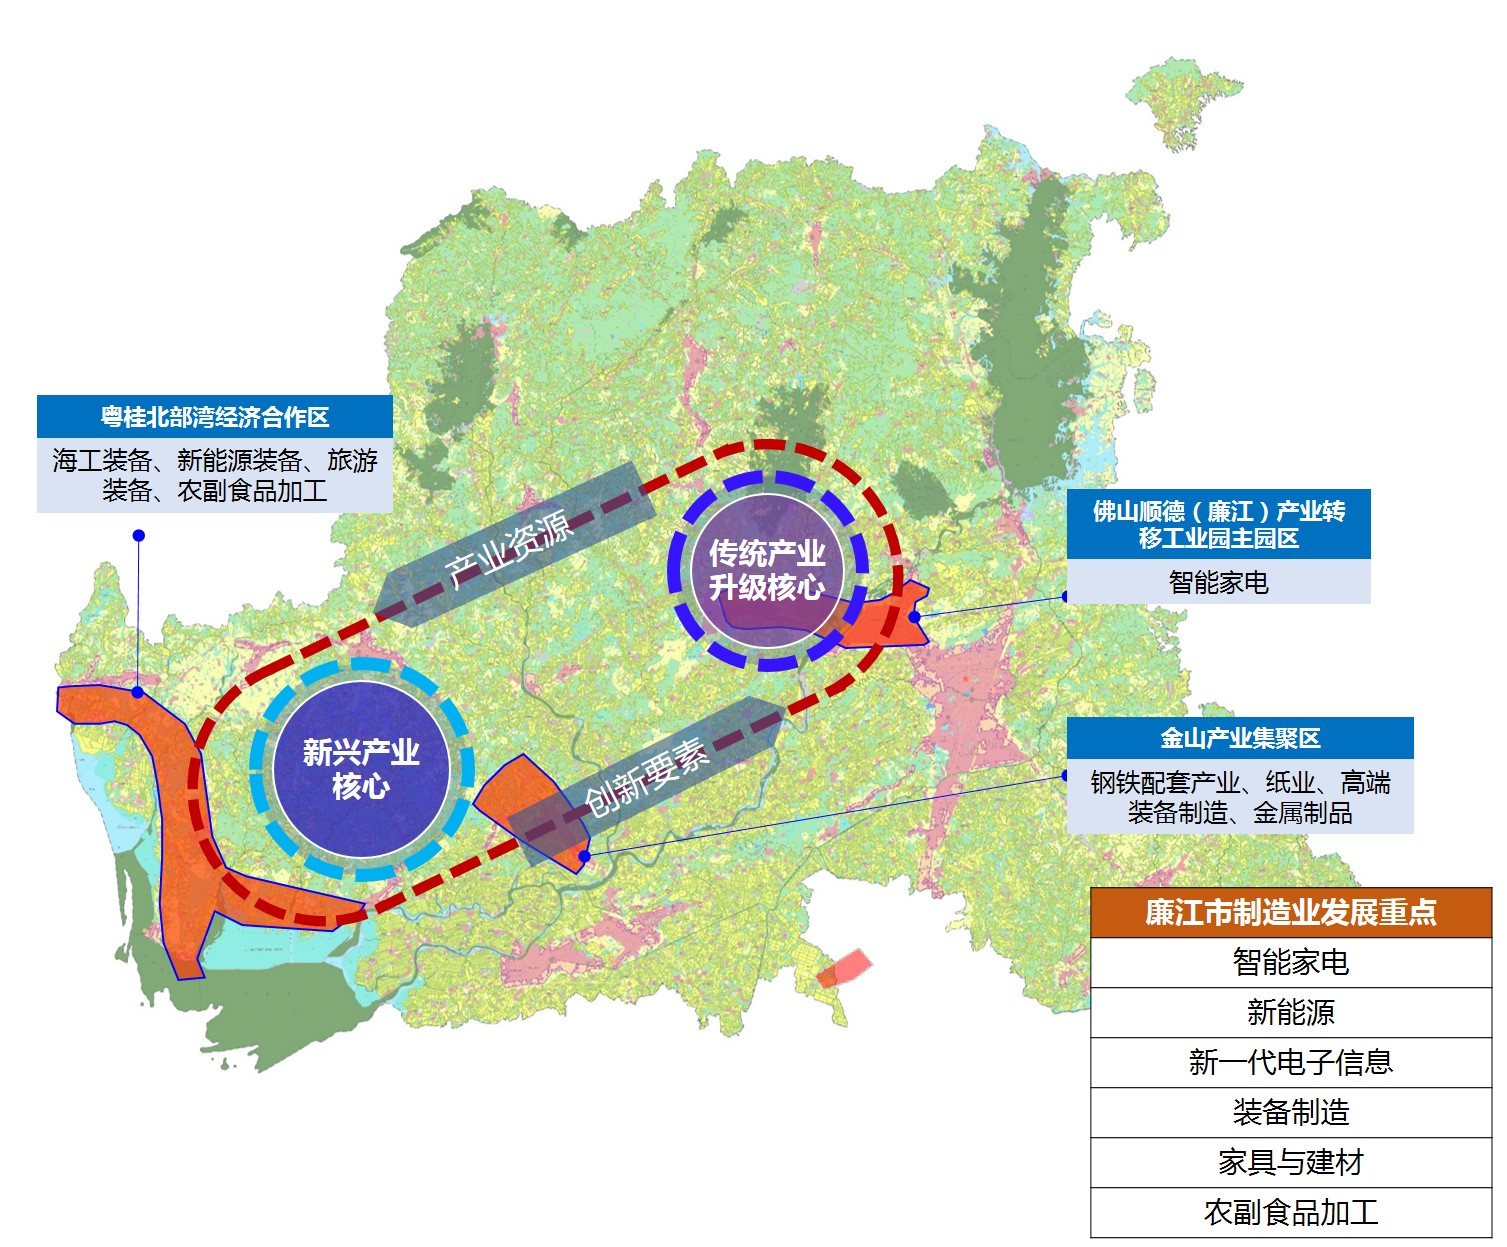 粤桂北部湾经济合作区
海工装备、新能源装备、旅游
装备、农副食品加工
产业资源
传统产业
升级核心
佛山顺德（廉江）产业转
移工业园主园区
智能家电
新兴产业
核心
创新要素
金山产业集聚区
钢铁配套产业、纸业、高端
装备制造、金属制品
廉江市制造业发展重点
智能家电
新能源
新一代电子信息
装备制造
家具与建材
农副食品加工